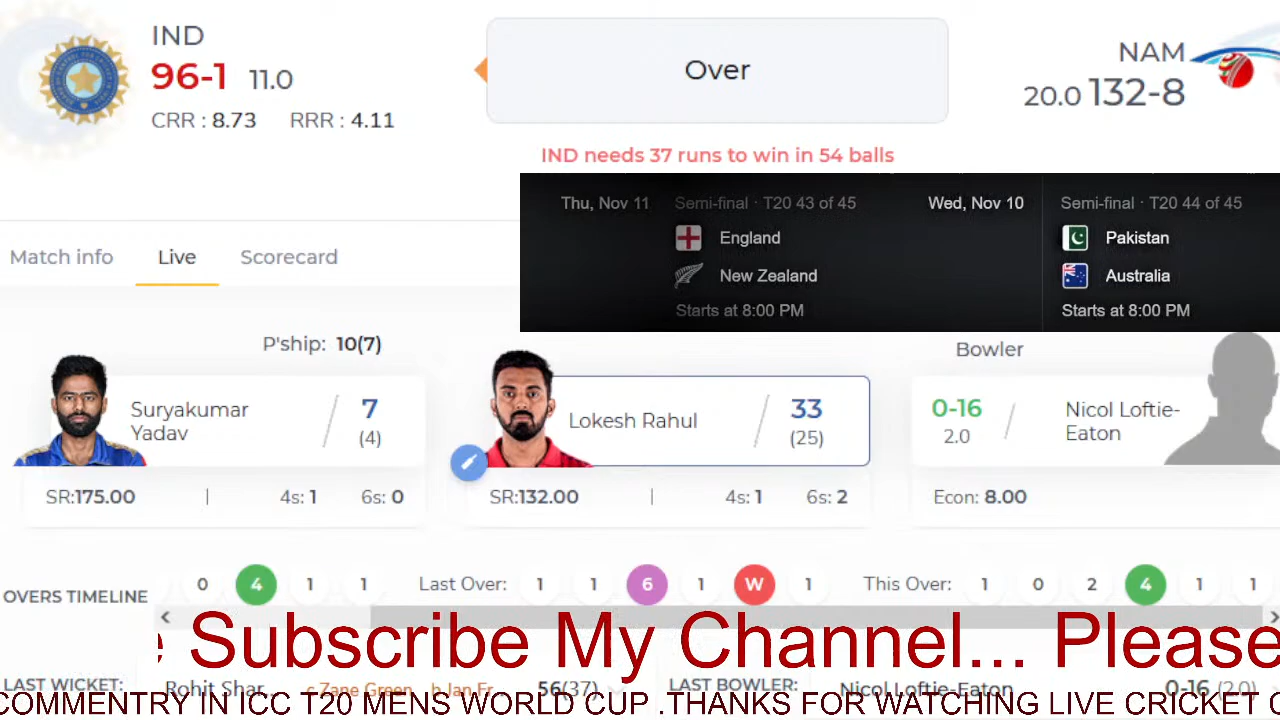 IND
96-1 11.0
CRR : 8.73 RRR : 4.11
Over
NAM
20.0 132-8
IND needs 37 runs to win in 54 balls
Thu, Nov 11 Semi-final · T20 43 of 45
England
New Zealand
Starts at 8:00 PM
Wed, Nov 10 Semi-final · T20 44 of 45
Pakistan
Australia
Starts at 8:00 PM
Match info Live Scorecard
P'ship: 10(7)
Bowler
Suryakumar
Yadav
7
(4)
SR:175.00 | 4s: 1 6s: 0
Lokesh Rahul
33
(25)
SR:132.00 | 4s: 1 6s: 2
0-16
2.0
Nicol Loftie-
Eaton
Econ: 8.00
OVERS TIMELINE 0 4 1 1 Last Over: 1 1 6 1 W 1 This Over: 1 0 2 4 1 1
Subscribe My Channel... Please
LAST WICKET: Rohit Shar... c Zane Green b Jan Fr... 56(37) LAST BOWLER: Nicol Loftie-Eaton 0-16 (2.0)
COMMENTRY IN ICC T20 MENS WORLD CUP .THANKS FOR WATCHING LIVE CRICKET